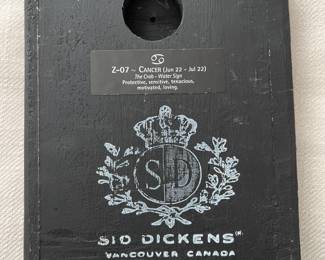 ♋
Z-07 ~ CANCER (Jun 22 - Jul 22)
The Crab - Water Sign
Protective, sensitive, tenacious,
motivated, loving.
SD
SID DICKENS
VANCOUVER CANADA